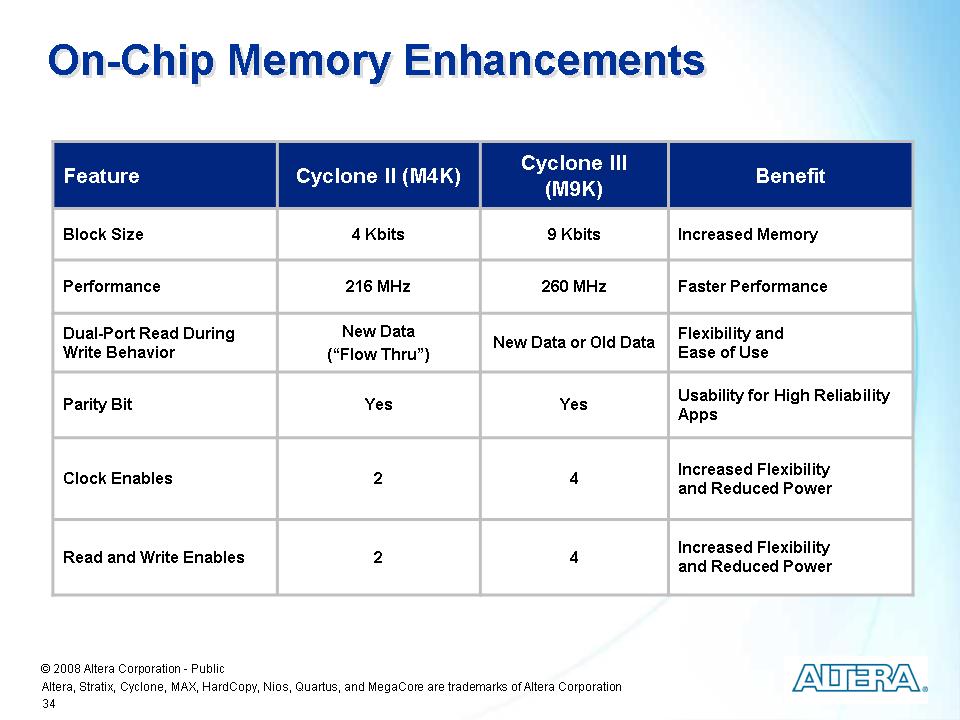 On-Chip Memory Enhancements
Feature
Cyclone II (M4K)
Cyclone III
(M9K)
Benefit
Block Size
4 Kbits
9 Kbits
Increased Memory
Performance
216 MHz
260 MHz
Faster Performance
Dual-Port Read During
Write Behavior
New Data
(“Flow Thru”)
New Data or Old Data
Flexibility and
Ease of Use
Parity Bit
Yes
Yes
Usability for High Reliability
Apps
Clock Enables
2
4
Increased Flexibility
and Reduced Power
Read and Write Enables
2
4
Increased Flexibility
and Reduced Power
© 2008 Altera Corporation - Public
Altera, Stratix, Cyclone, MAX, HardCopy, Nios, Quartus, and MegaCore are trademarks of Altera Corporation
34
ALTERA®